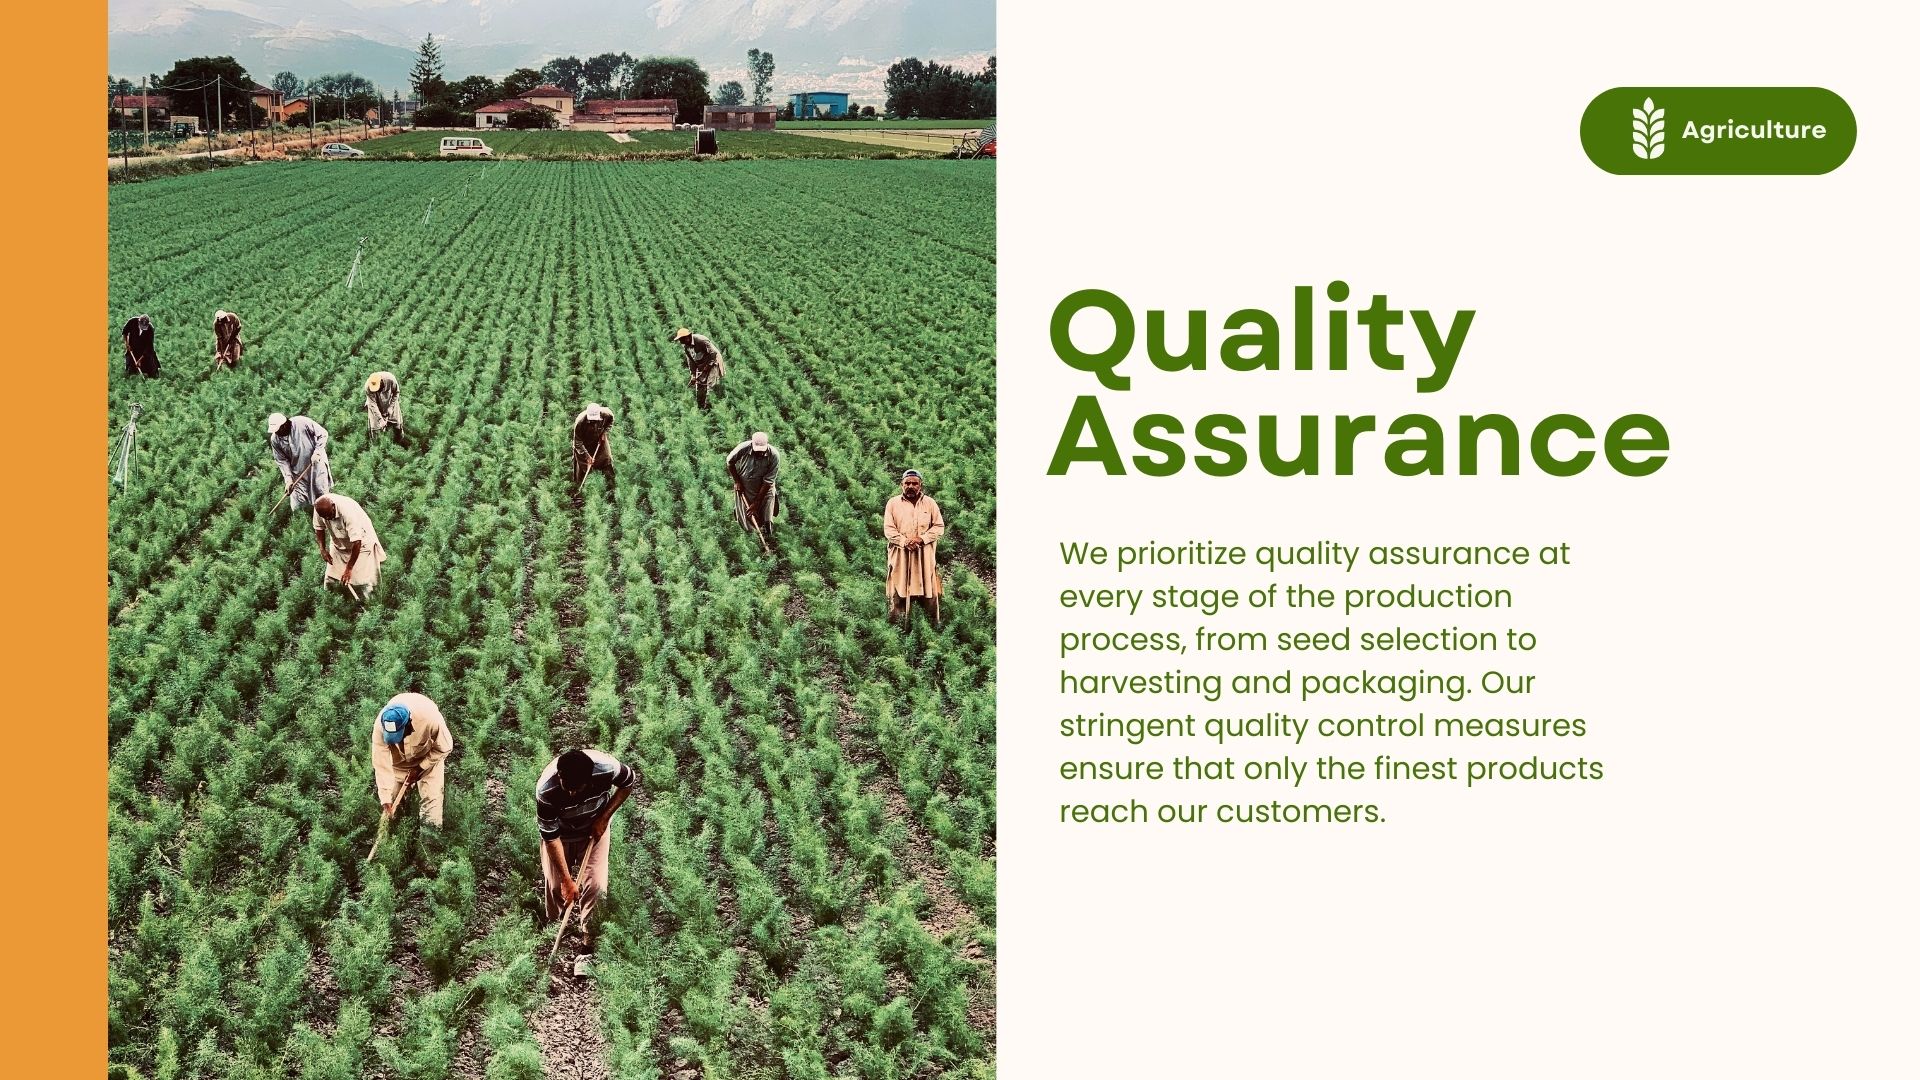 Agriculture
Quality
Assurance
We prioritize quality assurance at
every stage of the production
process, from seed selection to
harvesting and packaging. Our
stringent quality control measures
ensure that only the finest products
reach our customers.